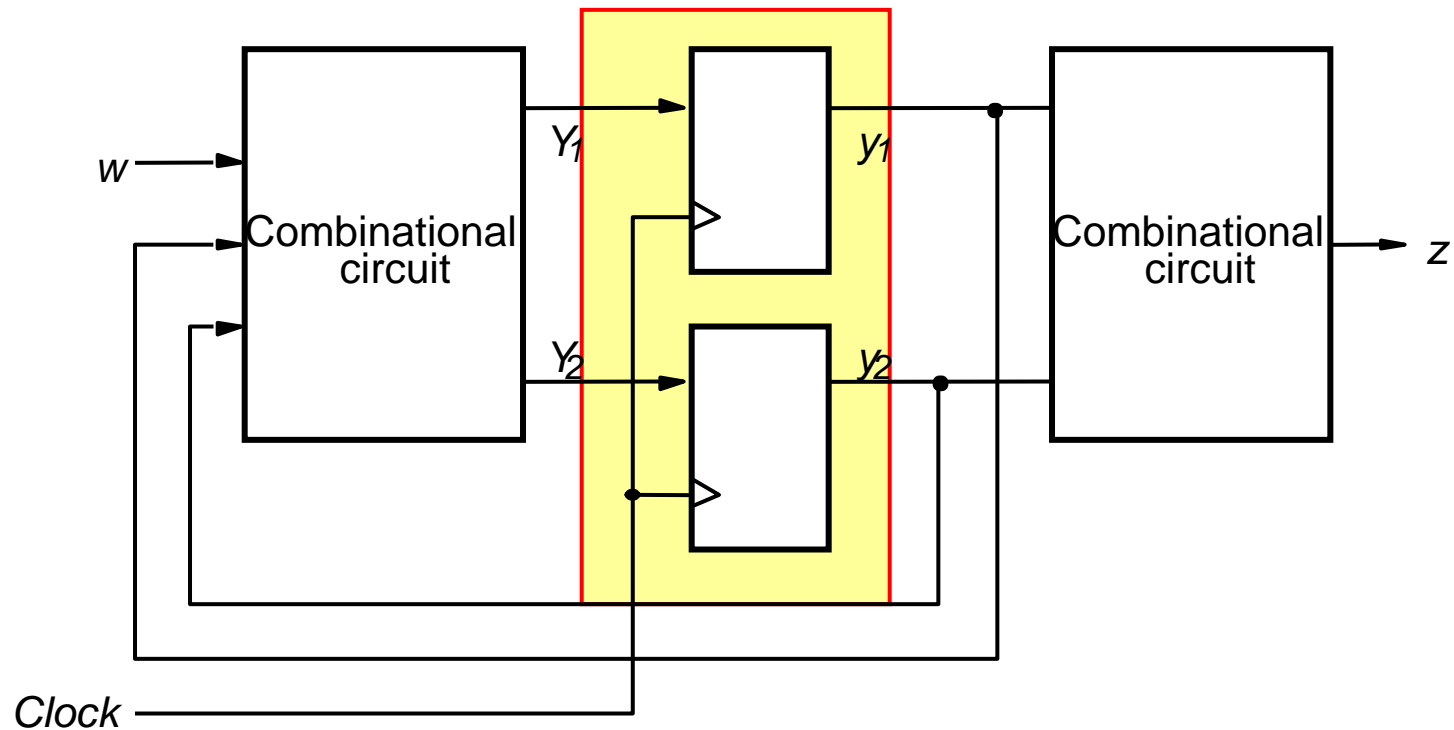 w
Combinational
circuit
Y1
Y2
y1
y2
Combinational
circuit
z
Clock